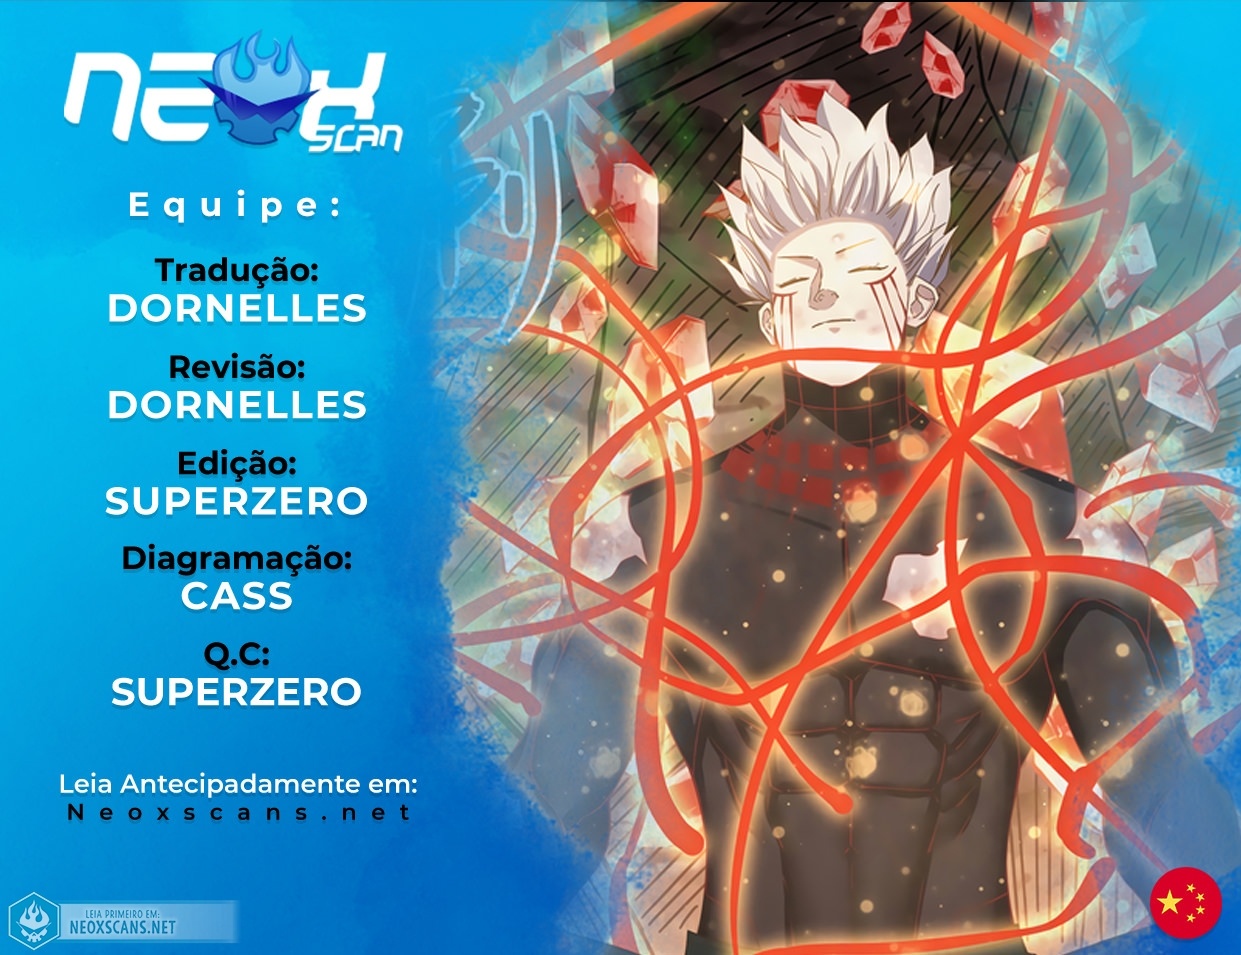 NEOX
SCAN
Equipe:
Tradução:
DORNELLES
Revisão:
DORNELLES
Edição:
SUPERZERO
Diagramação:
CASS
Q.C:
SUPERZERO
Leia Antecipadamente em:
Neoxscans.net
LEIA PRIMEIRO EM:
NEOXSCANS.NET